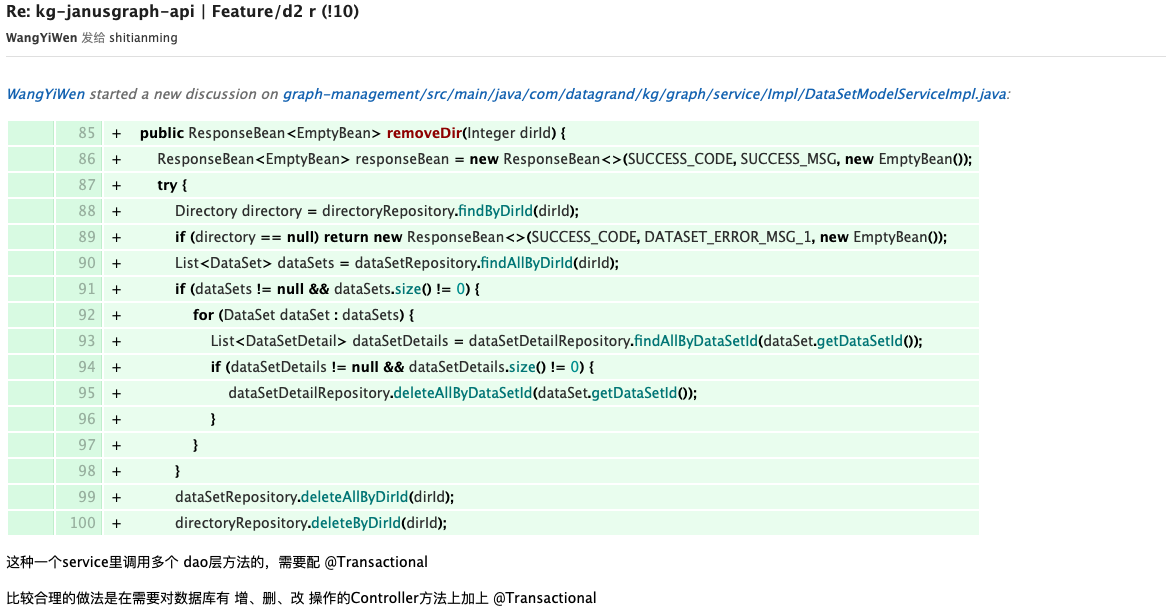 Re: kg-janusgraph-api | Feature/d2 r (!10)
WangYiWen 发给 shitianming
WangYiWen started a new discussion on graph-management/src/main/java/com/datagrand/kg/graph/service/Impl/DataSetModelServiceImpl.java:
85 + public ResponseBean<EmptyBean> removeDir(Integer dirId) {
86 + ResponseBean<EmptyBean> responseBean = new ResponseBean<>(SUCCESS_CODE, SUCCESS_MSG, new EmptyBean());
87 + try {
88 + Directory directory = directoryRepository.findByDirId(dirId);
89 + if (directory == null) return new ResponseBean<>(SUCCESS_CODE, DATASET_ERROR_MSG_1, new EmptyBean());
90 + List<DataSet> dataSets = dataSetRepository.findAllByDirId(dirId);
91 + if (dataSets != null && dataSets.size() != 0) {
92 + for (DataSet dataSet : dataSets) {
93 + List<DataSetDetail> dataSetDetails = dataSetDetailRepository.findAllByDataSetId(dataSet.getDataSetId());
94 + if (dataSetDetails != null && dataSetDetails.size() != 0) {
95 + dataSetDetailRepository.deleteAllByDataSetId(dataSet.getDataSetId());
96 + }
97 + }
98 + }
99 + dataSetRepository.deleteAllByDirId(dirId);
100 + directoryRepository.deleteByDirId(dirId);
这种一个service里调用多个 dao层方法的，需要配 @Transactional
比较合理的做法是在需要对数据库有 增、删、改 操作的Controller方法上加上 @Transactional